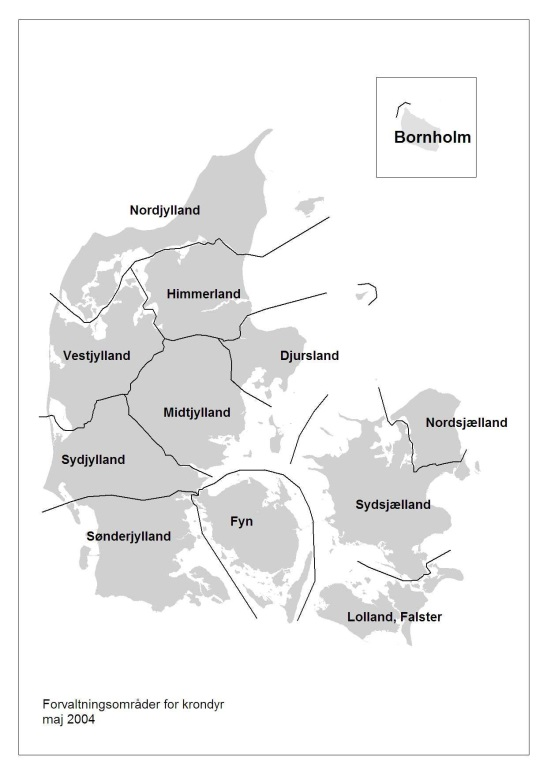 Bornholm
Nordjylland
Himmerland
Vestjylland
Djursland
Midtjylland
Nordsjælland
Sydjylland
Sydsjælland
Fyn
Sønderjylland
Lolland, Falster
Forvaltningsområder for krondyr
maj 2004